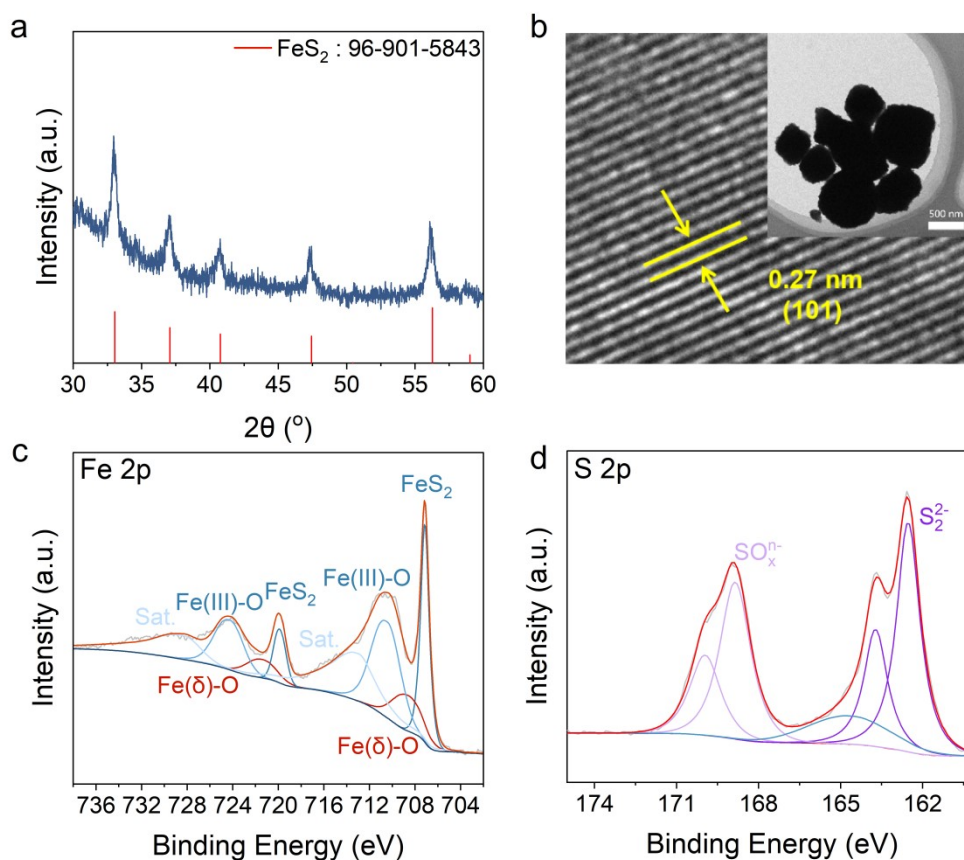 a
FeS₂ : 96-901-5843
Intensity (a.u.)
30 35 40 45 50 55 60
2θ (°)
b
500 nm
0.27 nm
(101)
c
Fe 2p
FeS₂
Fe(III)-O
Fe(III)-O
FeS₂
Sat.
Sat.
Fe(δ)-O
Fe(δ)-O
Intensity (a.u.)
736 732 728 724 720 716 711 707 704
Binding Energy (eV)
d
S 2p
S₂²⁻
SOₓⁿ⁻
Intensity (a.u.)
174 171 168 165 162
Binding Energy (eV)